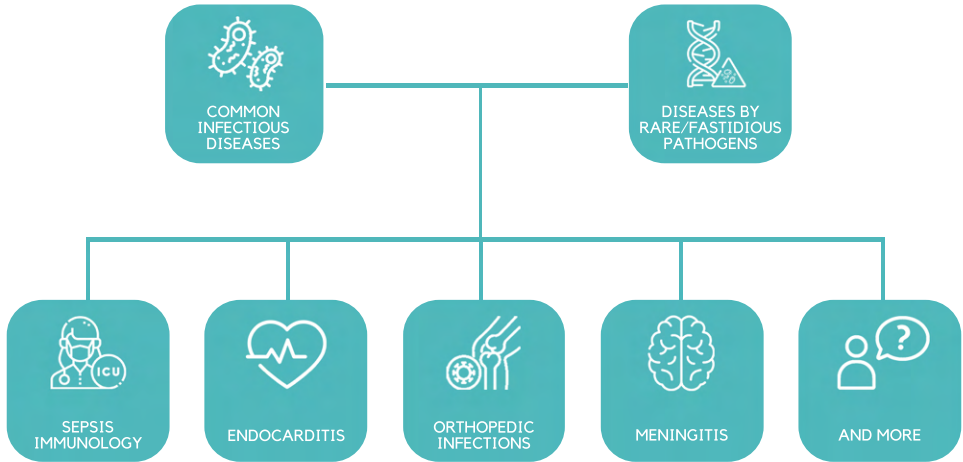 COMMON
INFECTIOUS
DISEASES
DISEASES BY
RARE/FASTIDIOUS
PATHOGENS
ICU
SEPSIS
IMMUNOLOGY
ENDOCARDITIS
ORTHOPEDIC
INFECTIONS
MENINGITIS
?
AND MORE